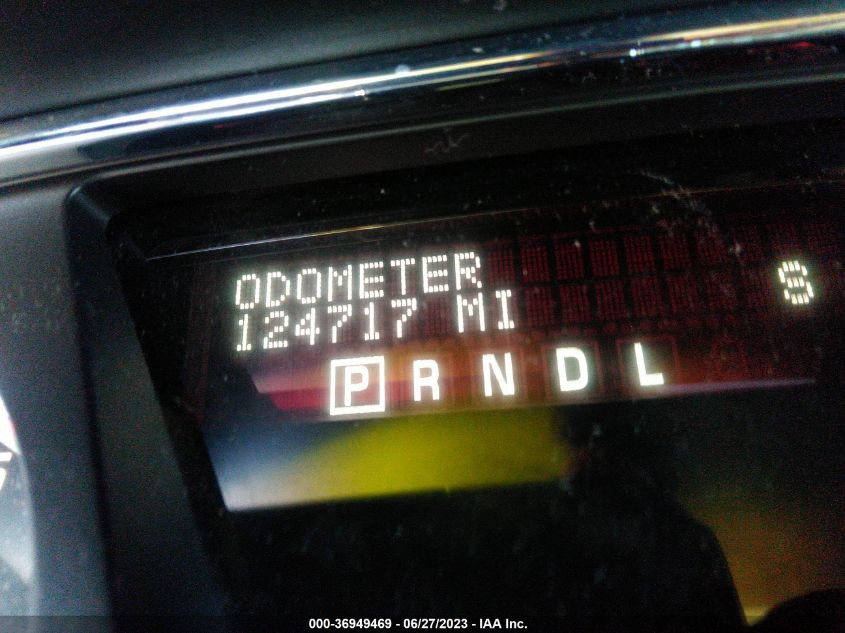 ODOMETER S
124717 MI
P R N D L
000-36949469 - 06/27/2023 - IAA Inc.